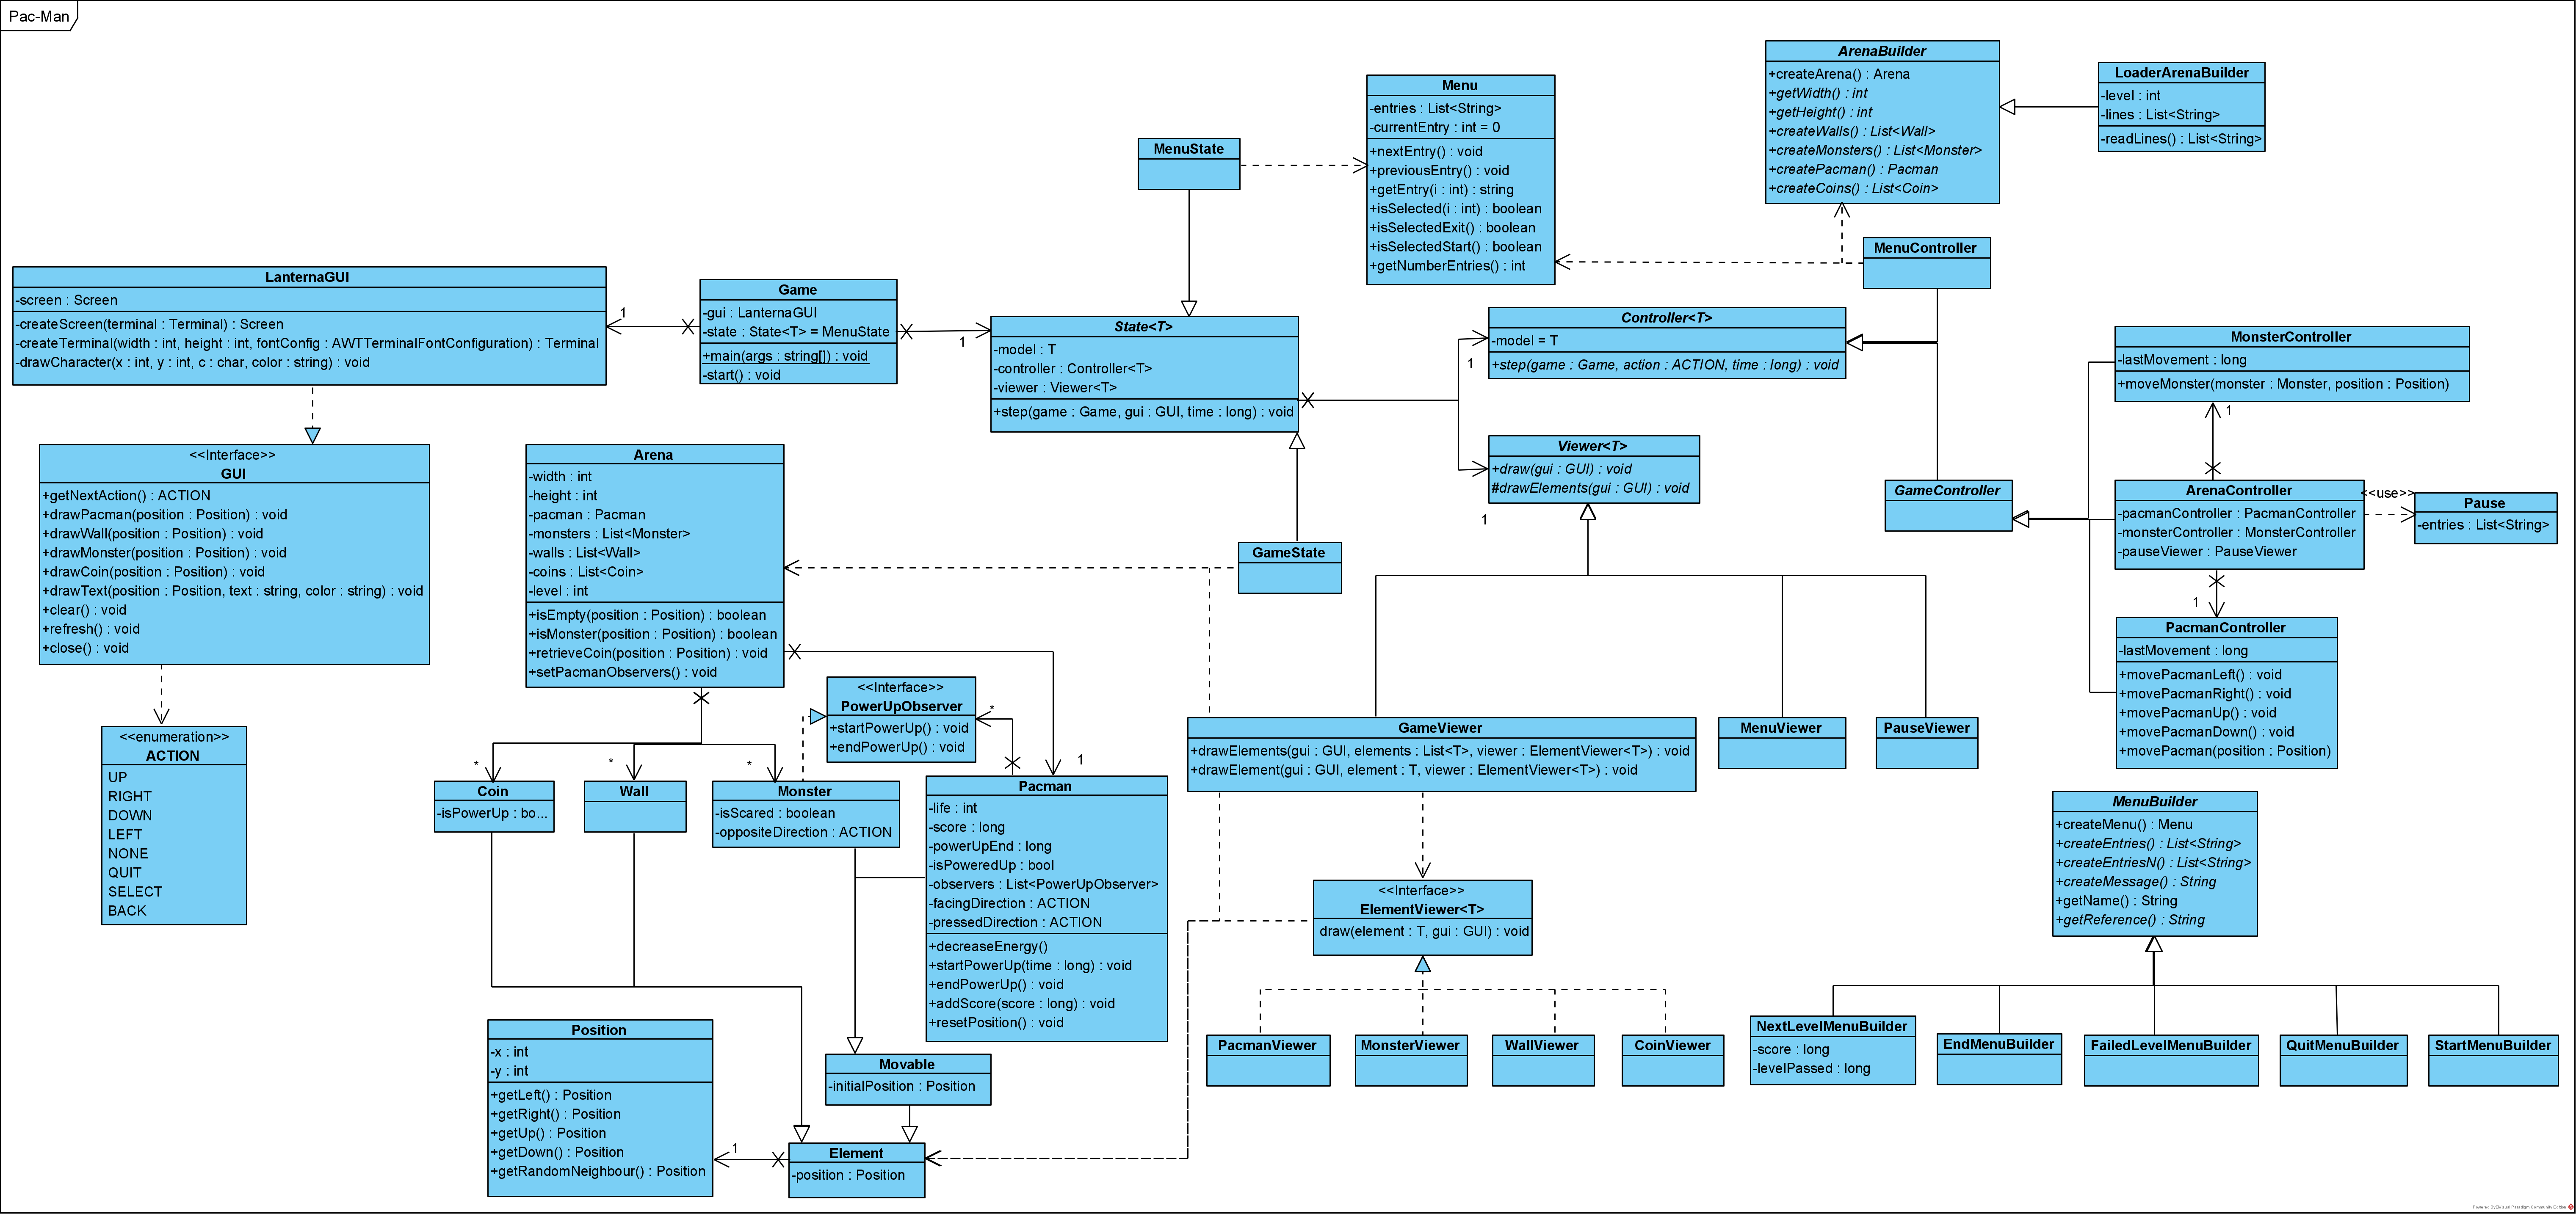 Pac-Man
ArenaBuilder
+createArena() : Arena
+getWidth() : int
+getHeight() : int
+createWalls() : List<Wall>
+createMonsters() : List<Monster>
+createPacman() : Pacman
+createCoins() : List<Coin>
LoaderArenaBuilder
-level : int
-lines : List<String>
-readLines() : List<String>
Menu
-entries : List<String>
-currentEntry : int = 0
+nextEntry() : void
+previousEntry() : void
+getEntry(i : int) : string
+isSelected(i : int) : boolean
+isSelectedExit() : boolean
+isSelectedStart() : boolean
+getNumberEntries() : int
MenuState
MenuController
LanternaGUI
-screen : Screen
-createScreen(terminal : Terminal) : Screen
-createTerminal(width : int, height : int, fontConfig : AWTTerminalFontConfiguration) : Terminal
-drawCharacter(x : int, y : int, c : char, color : string) : void
1
Game
-gui : LanternaGUI
-state : State<T> = MenuState
+main(args : string[]) : void
-start() : void
1
State<T>
-model : T
-controller : Controller<T>
-viewer : Viewer<T>
+step(game : Game, gui : GUI, time : long) : void
1
Controller<T>
-model = T
+step(game : Game, action : ACTION, time : long) : void
MonsterController
-lastMovement : long
+moveMonster(monster : Monster, position : Position)
1
<<Interface>>
GUI
+getNextAction() : ACTION
+drawPacman(position : Position) : void
+drawWall(position : Position) : void
+drawMonster(position : Position) : void
+drawCoin(position : Position) : void
+drawText(position : Position, text : string, color : string) : void
+clear() : void
+refresh() : void
+close() : void
Arena
-width : int
-height : int
-pacman : Pacman
-monsters : List<Monster>
-walls : List<Wall>
-coins : List<Coin>
-level : int
+isEmpty(position : Position) : boolean
+isMonster(position : Position) : boolean
+retrieveCoin(position : Position) : void
+setPacmanObservers() : void
Viewer<T>
+draw(gui : GUI) : void
#drawElements(gui : GUI) : void
1
GameState
GameController
ArenaController
-pacmanController : PacmanController
-monsterController : MonsterController
-pauseViewer : PauseViewer
<<use>>
Pause
-entries : List<String>
1
PacmanController
-lastMovement : long
+movePacmanLeft() : void
+movePacmanRight() : void
+movePacmanUp() : void
+movePacmanDown() : void
+movePacman(position : Position)
<<enumeration>>
ACTION
UP
RIGHT
DOWN
LEFT
NONE
QUIT
SELECT
BACK
<<Interface>>
PowerUpObserver
+startPowerUp() : void
+endPowerUp() : void
*
1
*
*
*
Coin
-isPowerUp : bo...
Wall
Monster
-isScared : boolean
-oppositeDirection : ACTION
Pacman
-life : int
-score : long
-powerUpEnd : long
-isPoweredUp : bool
-observers : List<PowerUpObserver>
-facingDirection : ACTION
-pressedDirection : ACTION
+decreaseEnergy()
+startPowerUp(time : long) : void
+endPowerUp() : void
+addScore(score : long) : void
+resetPosition() : void
GameViewer
+drawElements(gui : GUI, elements : List<T>, viewer : ElementViewer<T>) : void
+drawElement(gui : GUI, element : T, viewer : ElementViewer<T>) : void
MenuViewer
PauseViewer
<<Interface>>
ElementViewer<T>
draw(element : T, gui : GUI) : void
PacmanViewer
MonsterViewer
WallViewer
CoinViewer
MenuBuilder
+createMenu() : Menu
+createEntries() : List<String>
+createEntriesN() : List<String>
+createMessage() : String
+getName() : String
+getReference() : String
NextLevelMenuBuilder
-score : long
-levelPassed : long
EndMenuBuilder
FailedLevelMenuBuilder
QuitMenuBuilder
StartMenuBuilder
Position
-x : int
-y : int
+getLeft() : Position
+getRight() : Position
+getUp() : Position
+getDown() : Position
+getRandomNeighbour() : Position
Movable
-initialPosition : Position
1
Element
-position : Position